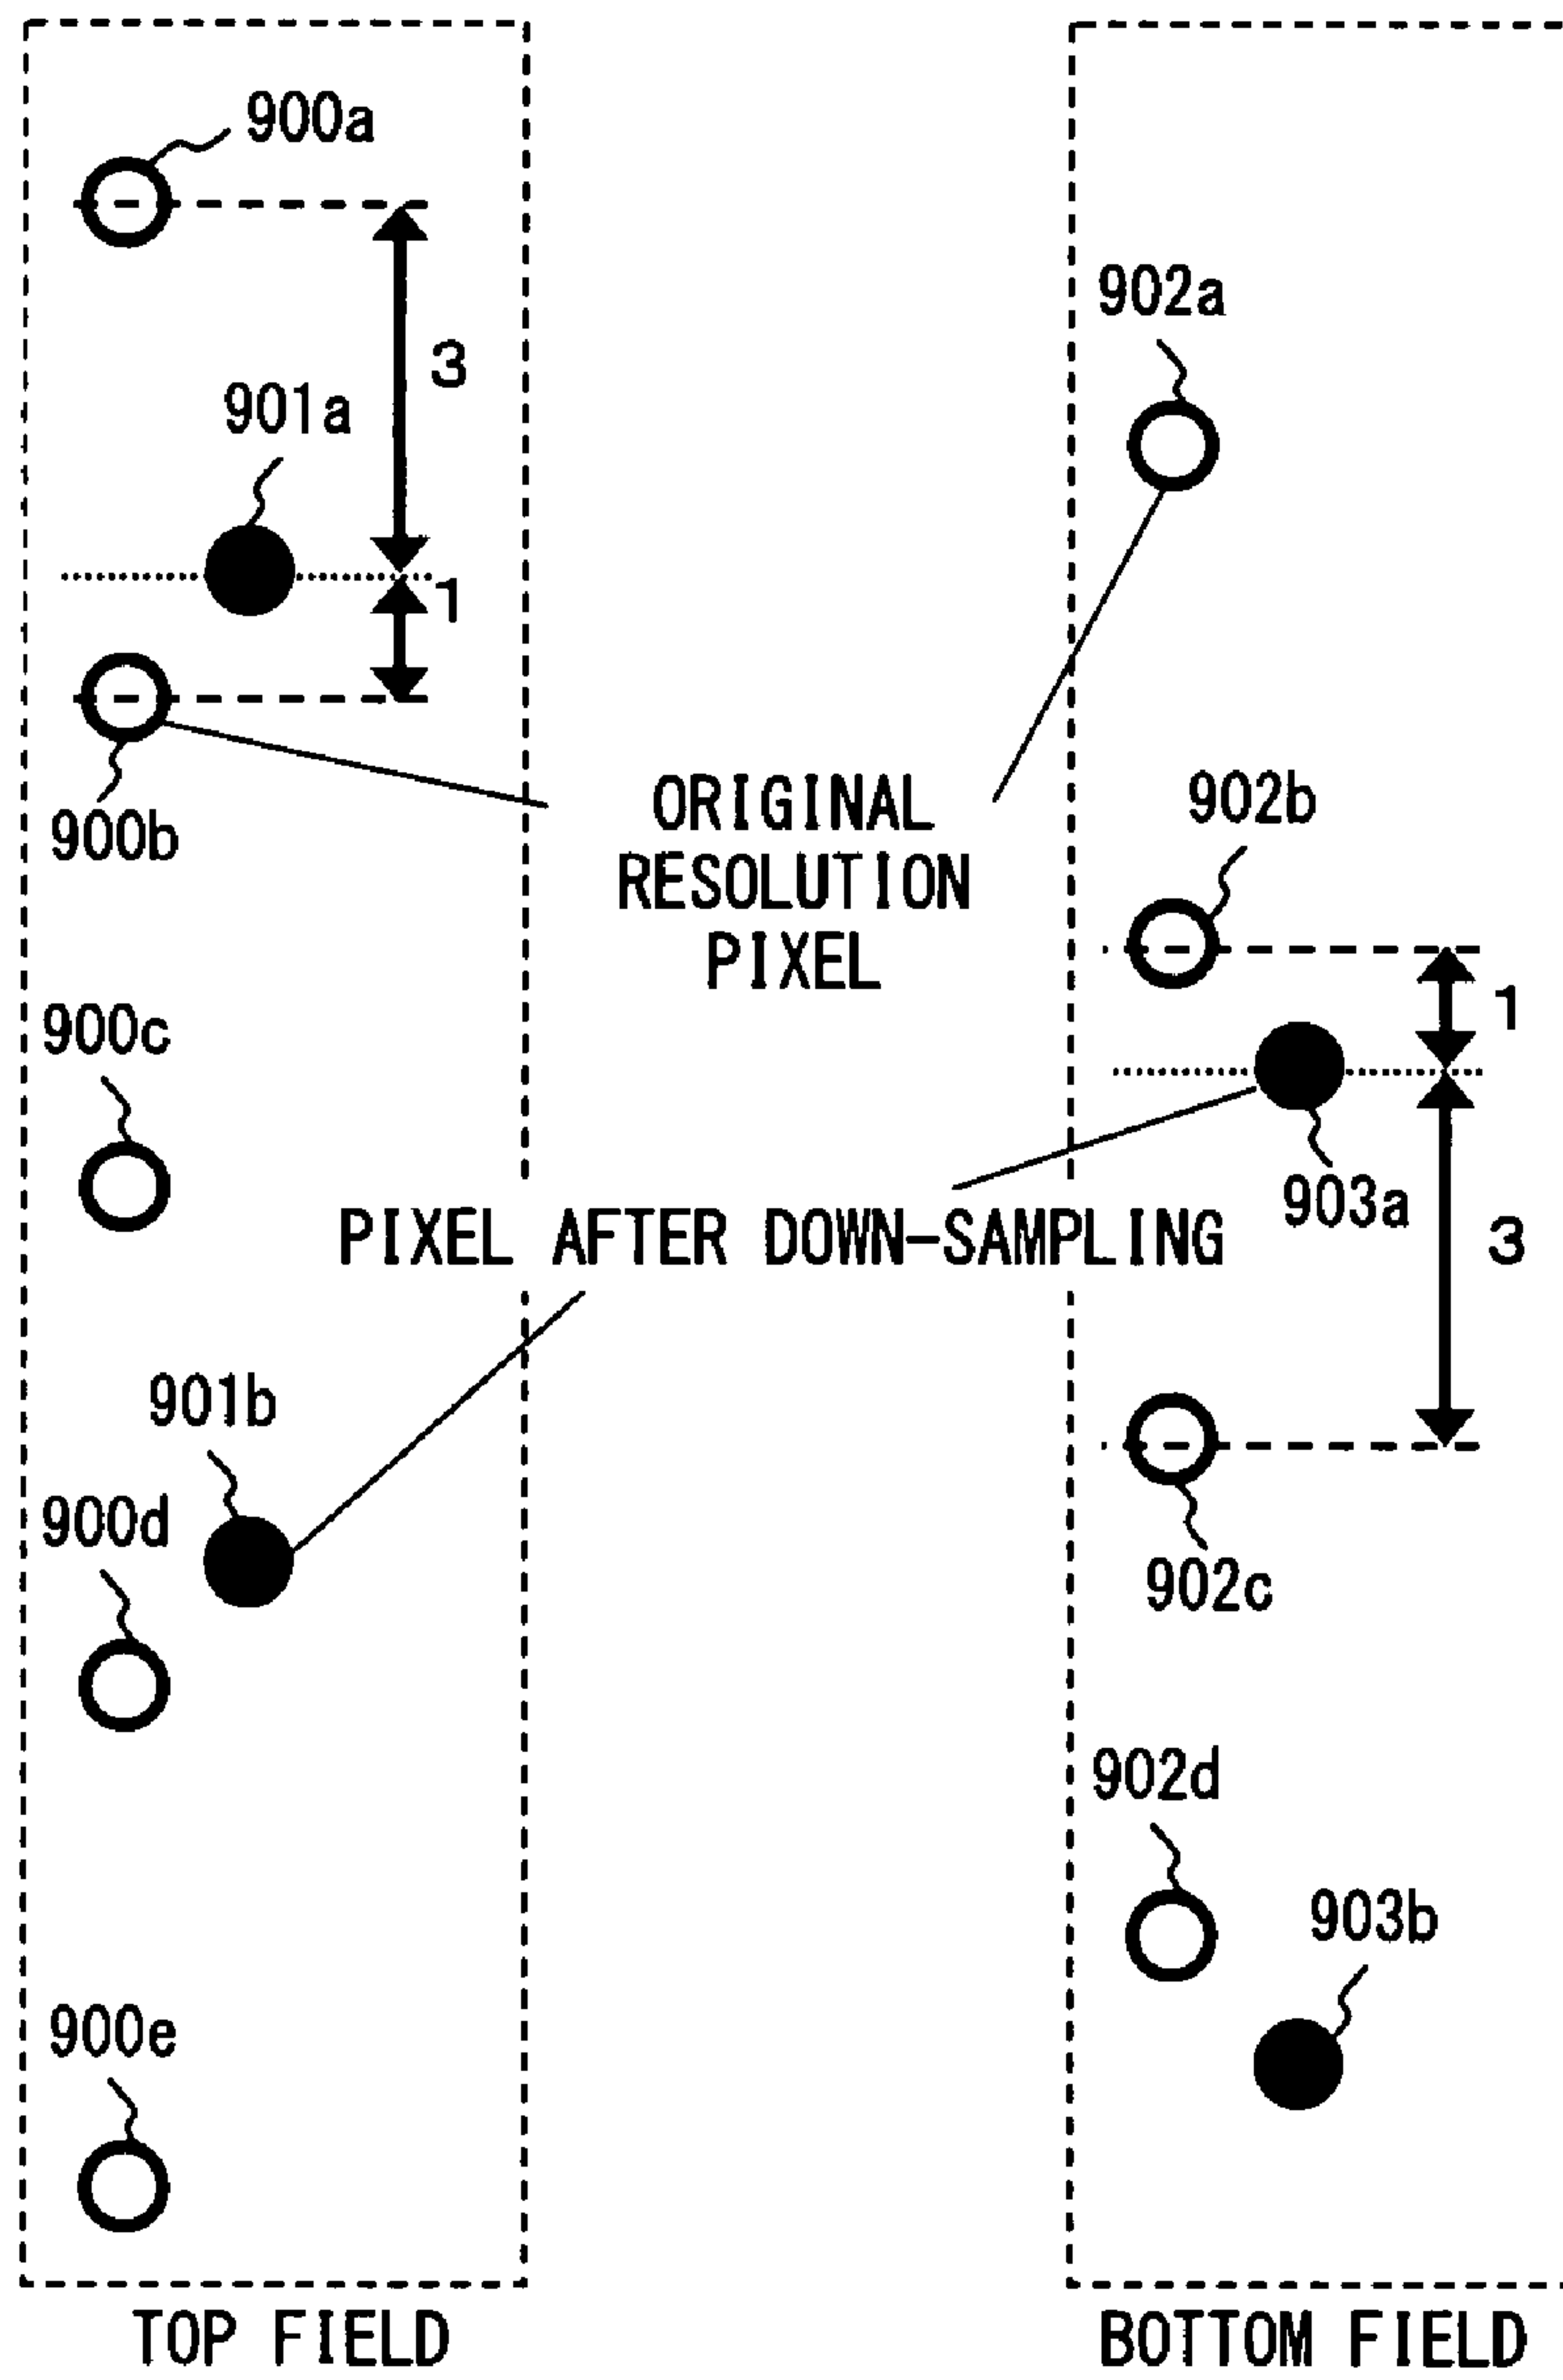 900a
902a
3
901a
1
900b
ORIGINAL
RESOLUTION
PIXEL
902b
900c
1
903a
PIXEL AFTER DOWN-SAMPLING
3
901b
900d
902c
902d
903b
900e
TOP FIELD
BOTTOM FIELD